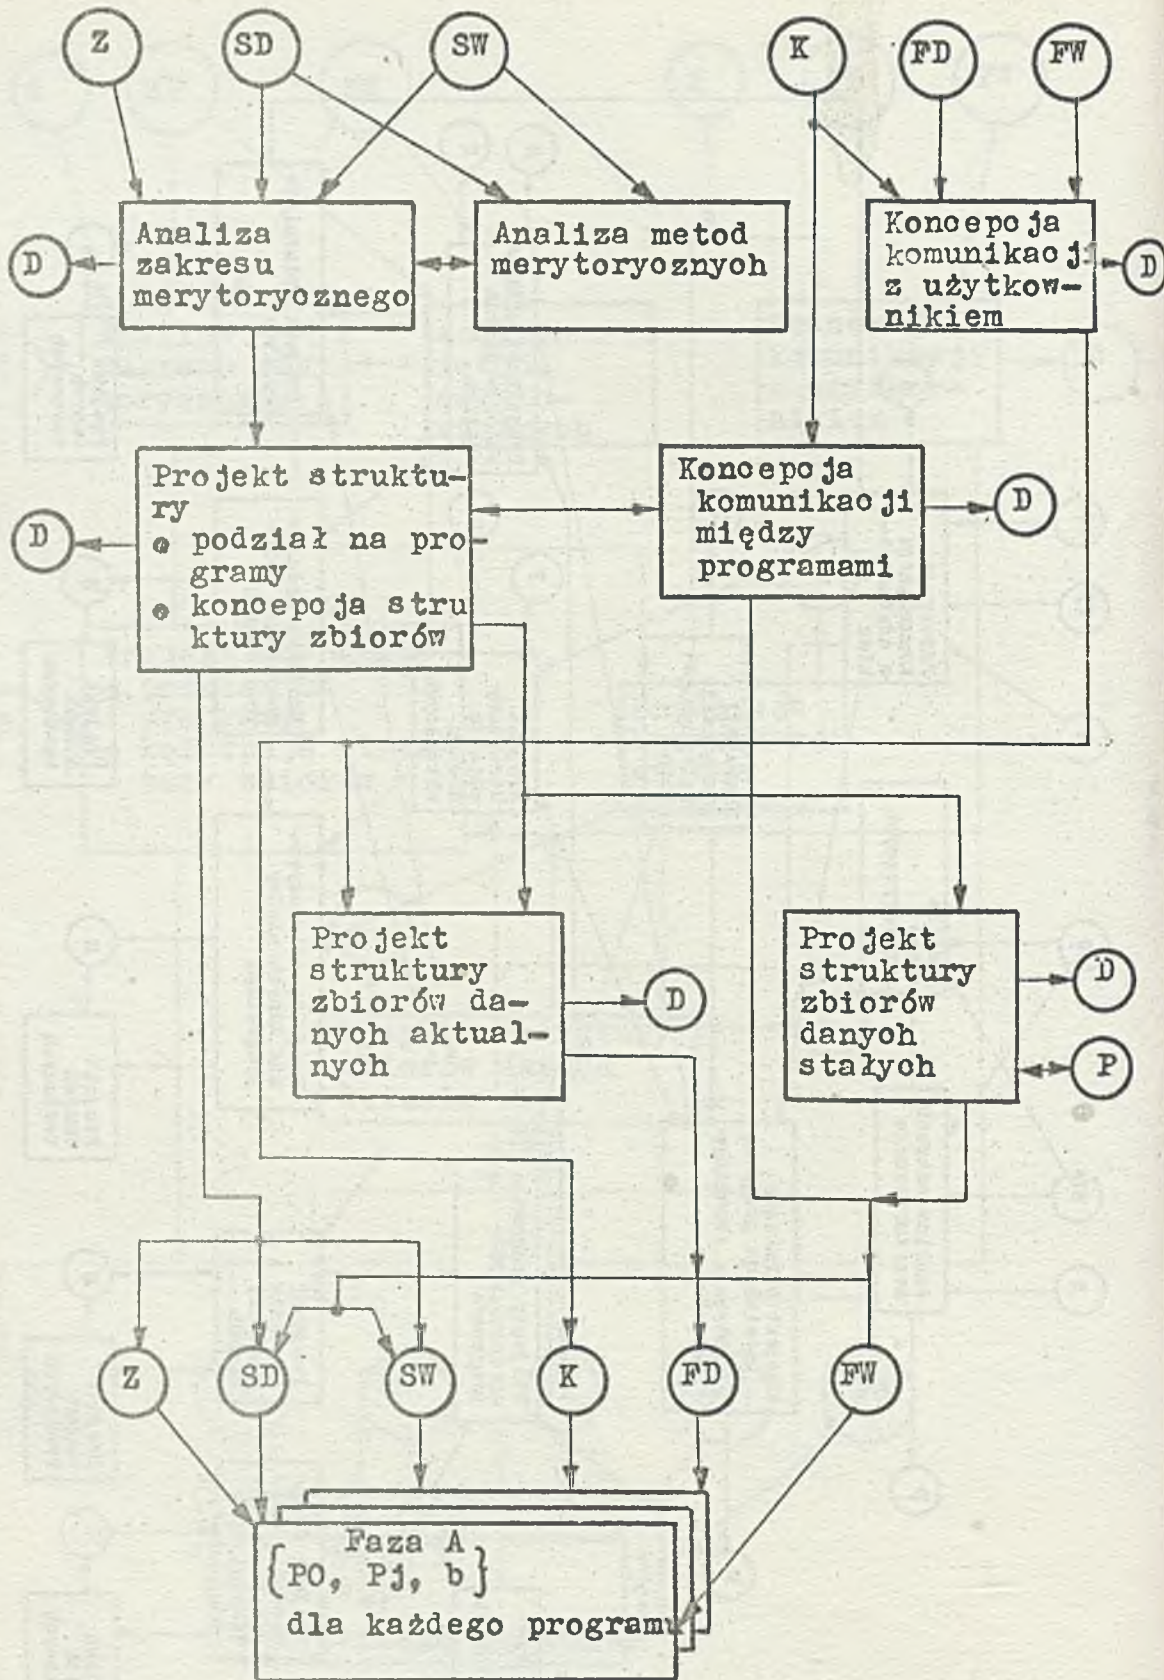 Z SD SW K FD FW
Analiza
zakresu
merytorycznego
Analiza metod
merytorycznych
Koncepcja
komunikacji
z użytkow-
nikiem
D
D
Projekt struktu-
ry
• podział na pro-
gramy
• koncepcja stru
ktury zbiorów
Koncepcja
komunikacji
między
programami
D
D
Projekt
struktury
zbiorów da-
nych aktual-
nych
D
Projekt
struktury
zbiorów
danych
stałych
D
P
Z SD SW K FD FW
Faza A
{PO, Pj, b}
dla każdego programu